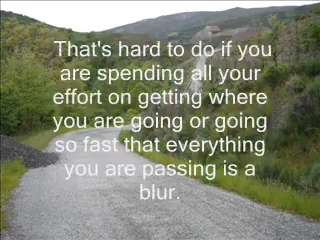 That's hard to do if you
are spending all your
effort on getting where
you are going or going
so fast that everything
you are passing is a
blur.